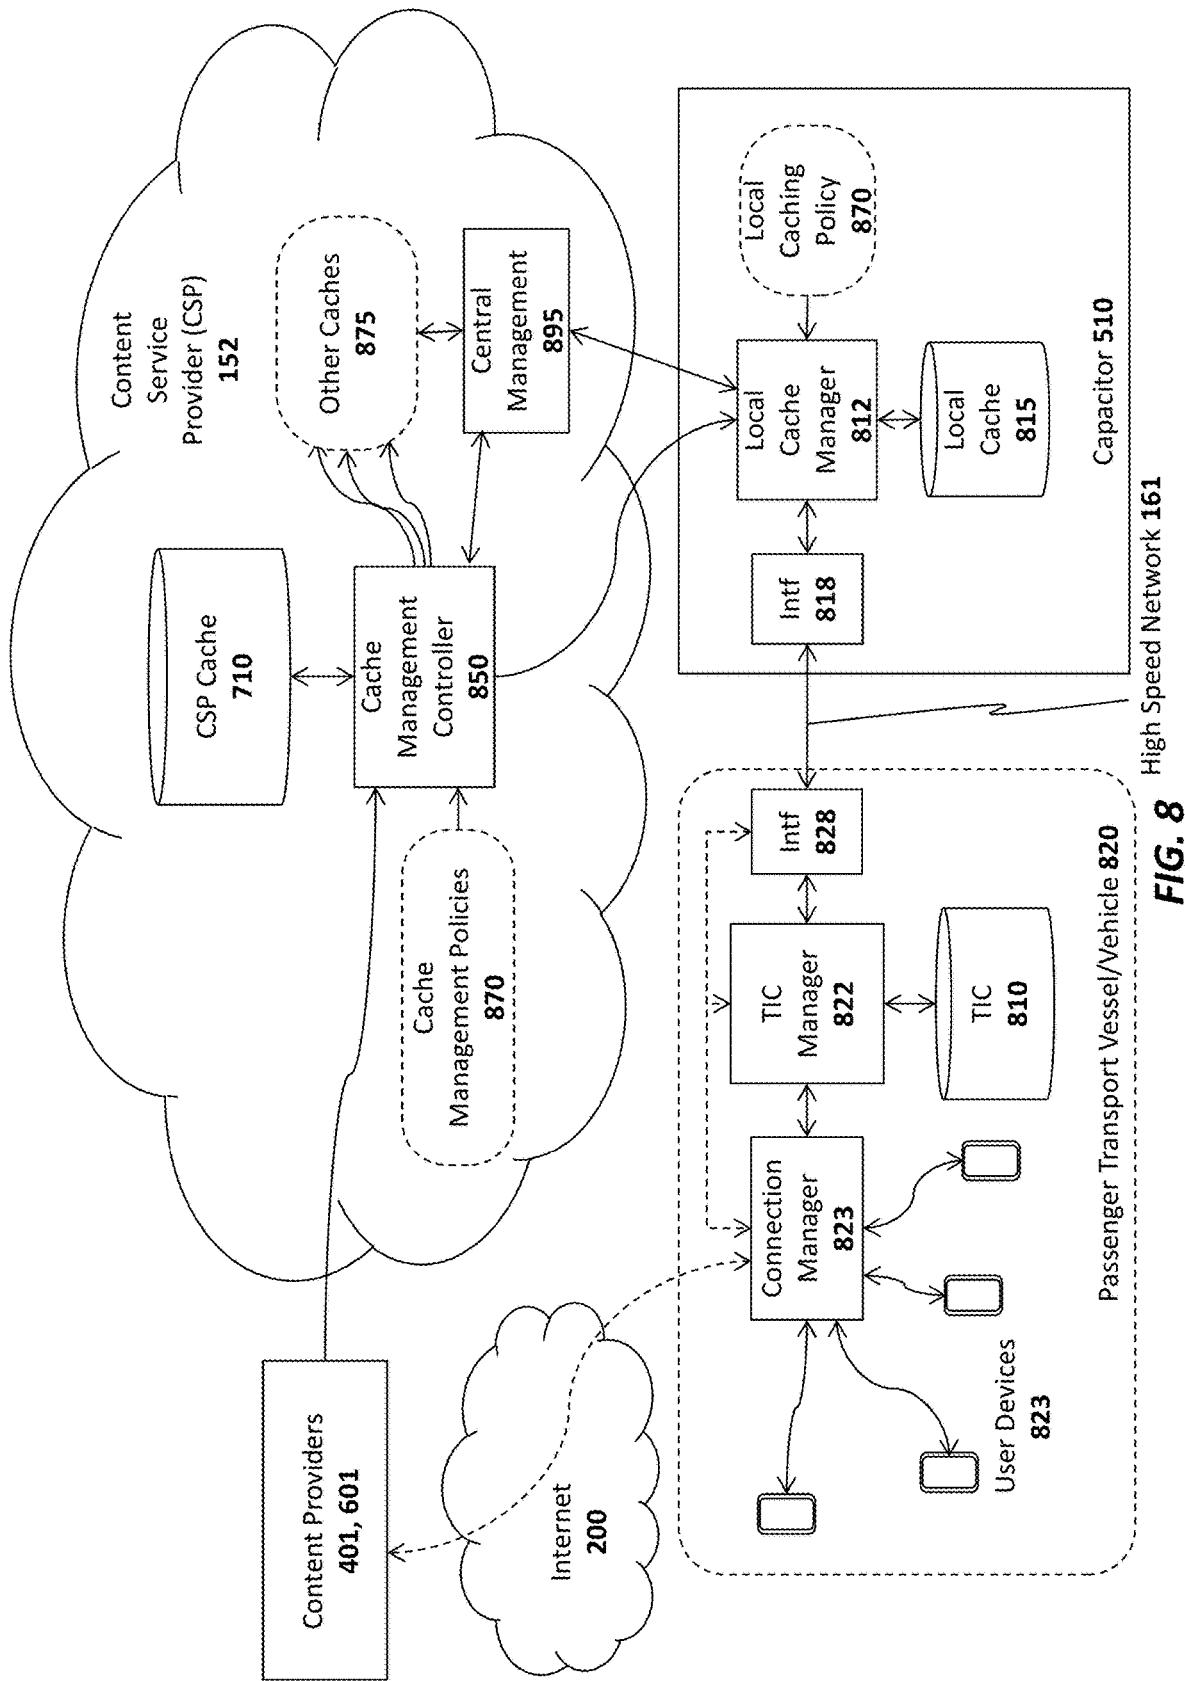 Content Providers
401, 601
Internet
200
Content
Service
Provider (CSP)
152
CSP Cache
710
Cache
Management
Controller
850
Cache
Management Policies
870
Other Caches
875
Central
Management
895
Local
Caching
Policy
870
Local
Cache
Manager
812
Local
Cache
815
Intf
818
Capacitor 510
High Speed Network 161
Intf
828
TIC
Manager
822
TIC
810
Connection
Manager
823
User Devices
823
Passenger Transport Vessel/Vehicle 820
FIG. 8